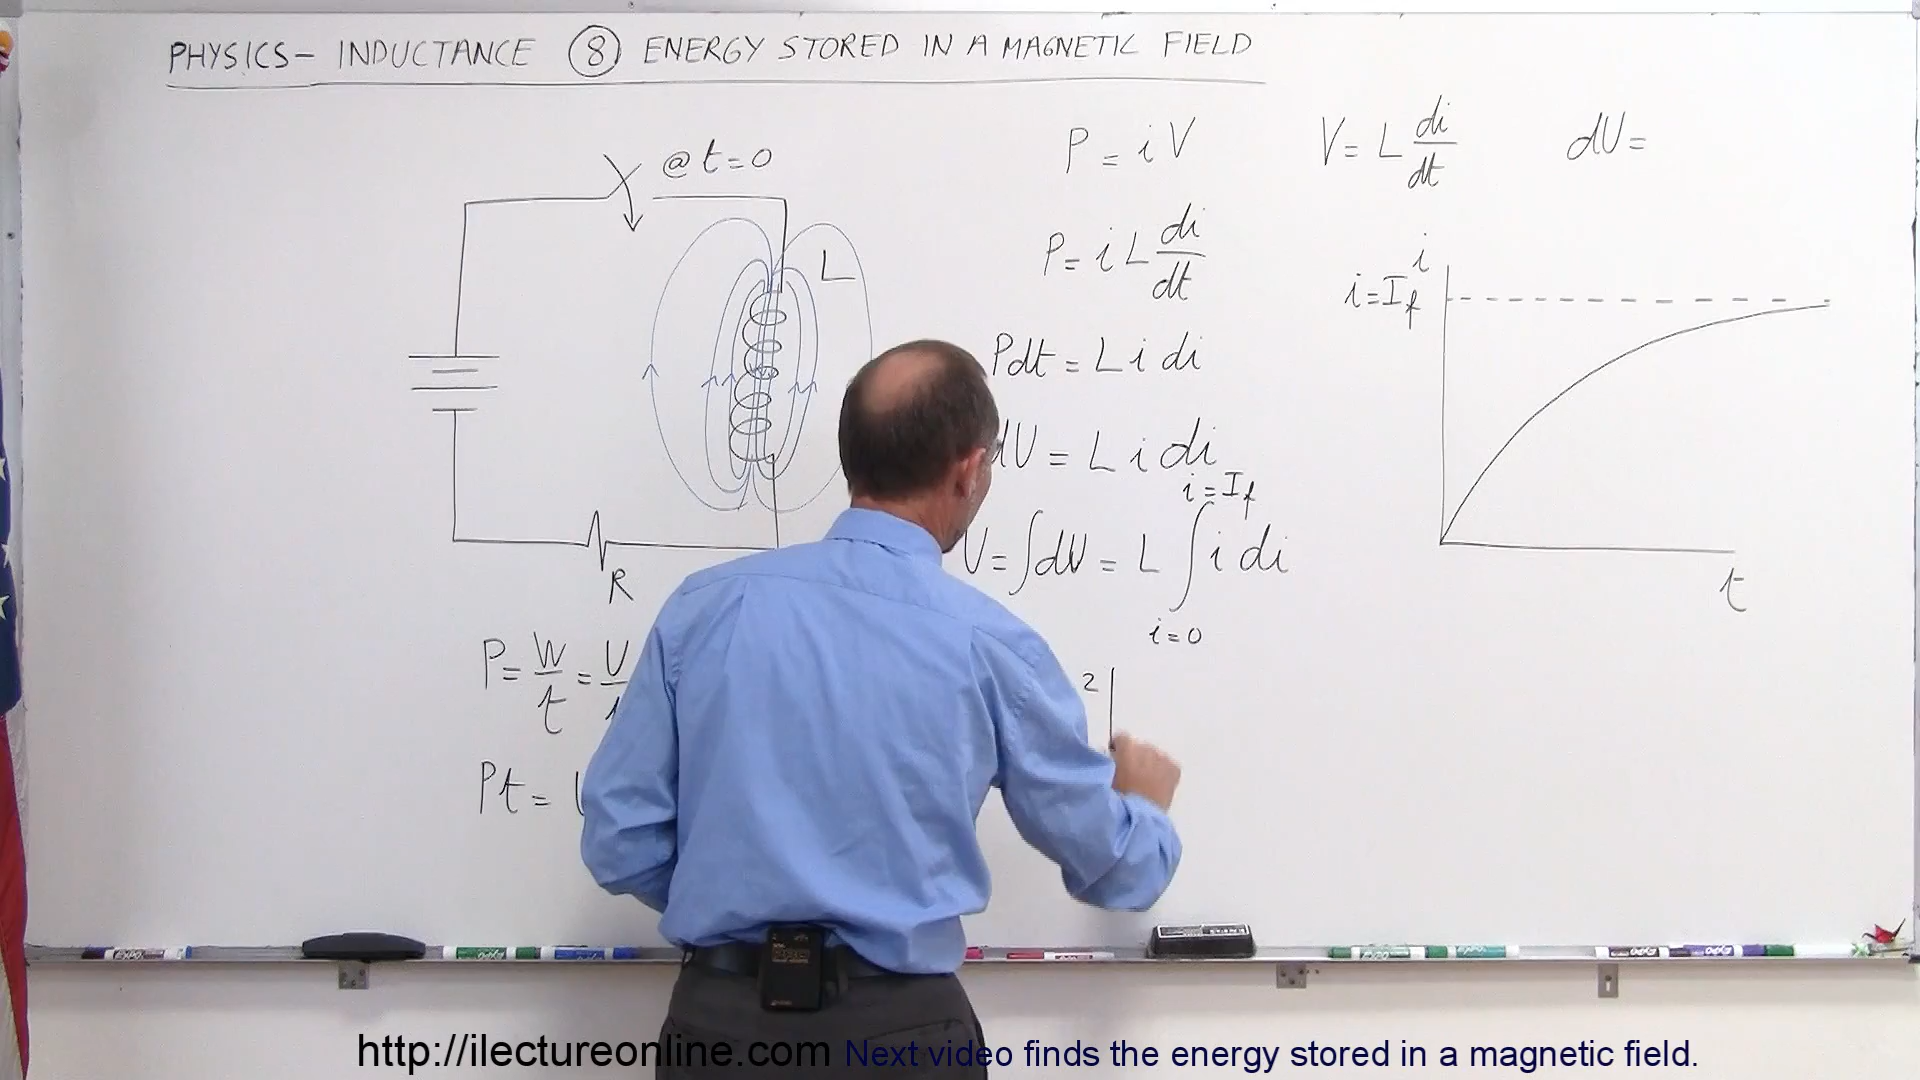 PHYSICS- INDUCTANCE ⑧ ENERGY STORED IN A MAGNETIC FIELD
@ t=0
L
R
P = W/t = U
Pt =
P = iV
P = iL di/dt
Pdt = L i di
dU = L i di
U = ∫dU = L ∫ i di
i = I_f
i = 0
2
V = L di/dt
dU =
i
i = I_f
t
http://ilectureonline.com Next video finds the energy stored in a magnetic field.